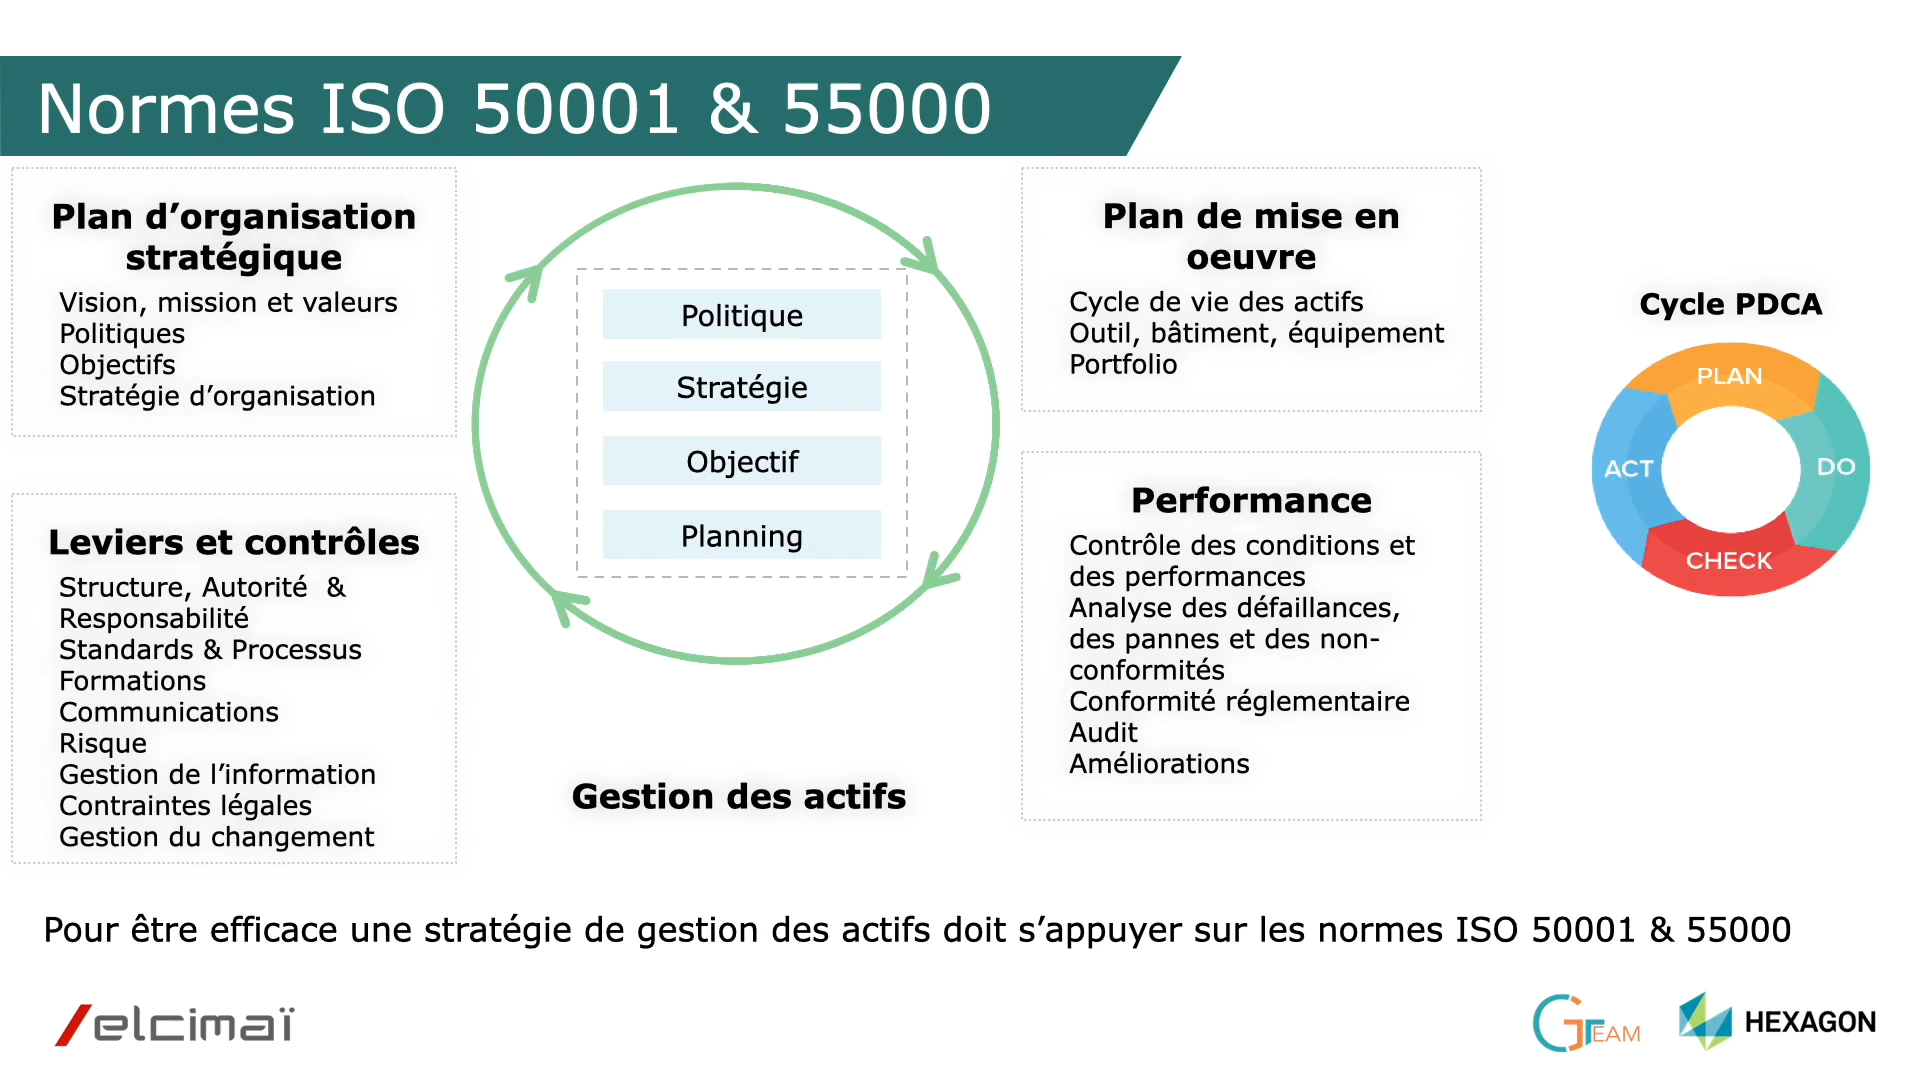 Normes ISO 50001 & 55000
Plan d’organisation
stratégique
Vision, mission et valeurs
Politiques
Objectifs
Stratégie d’organisation
Leviers et contrôles
Structure, Autorité  &
Responsabilité
Standards & Processus
Formations
Communications
Risque
Gestion de l’information
Contraintes légales
Gestion du changement
Politique
Stratégie
Objectif
Planning
Gestion des actifs
Plan de mise en
oeuvre
Cycle de vie des actifs
Outil, bâtiment, équipement
Portfolio
Performance
Contrôle des conditions et
des performances
Analyse des défaillances,
des pannes et des non-
conformités
Conformité réglementaire
Audit
Améliorations
Cycle PDCA
PLAN
DO
CHECK
ACT
Pour être efficace une stratégie de gestion des actifs doit s’appuyer sur les normes ISO 50001 & 55000
elcimaï
GTEAM
HEXAGON